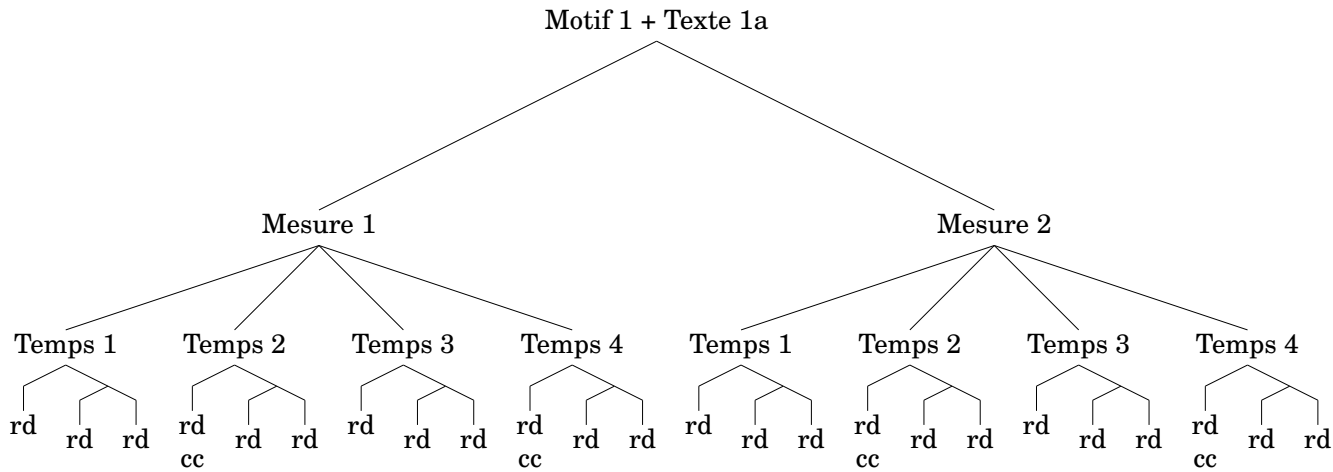 Motif 1 + Texte 1a
Mesure 1 Mesure 2
Temps 1 Temps 2 Temps 3 Temps 4 Temps 1 Temps 2 Temps 3 Temps 4
rd rd rd rd rd rd rd rd rd rd rd rd rd rd rd rd rd rd rd rd rd rd rd rd
cc cc cc cc